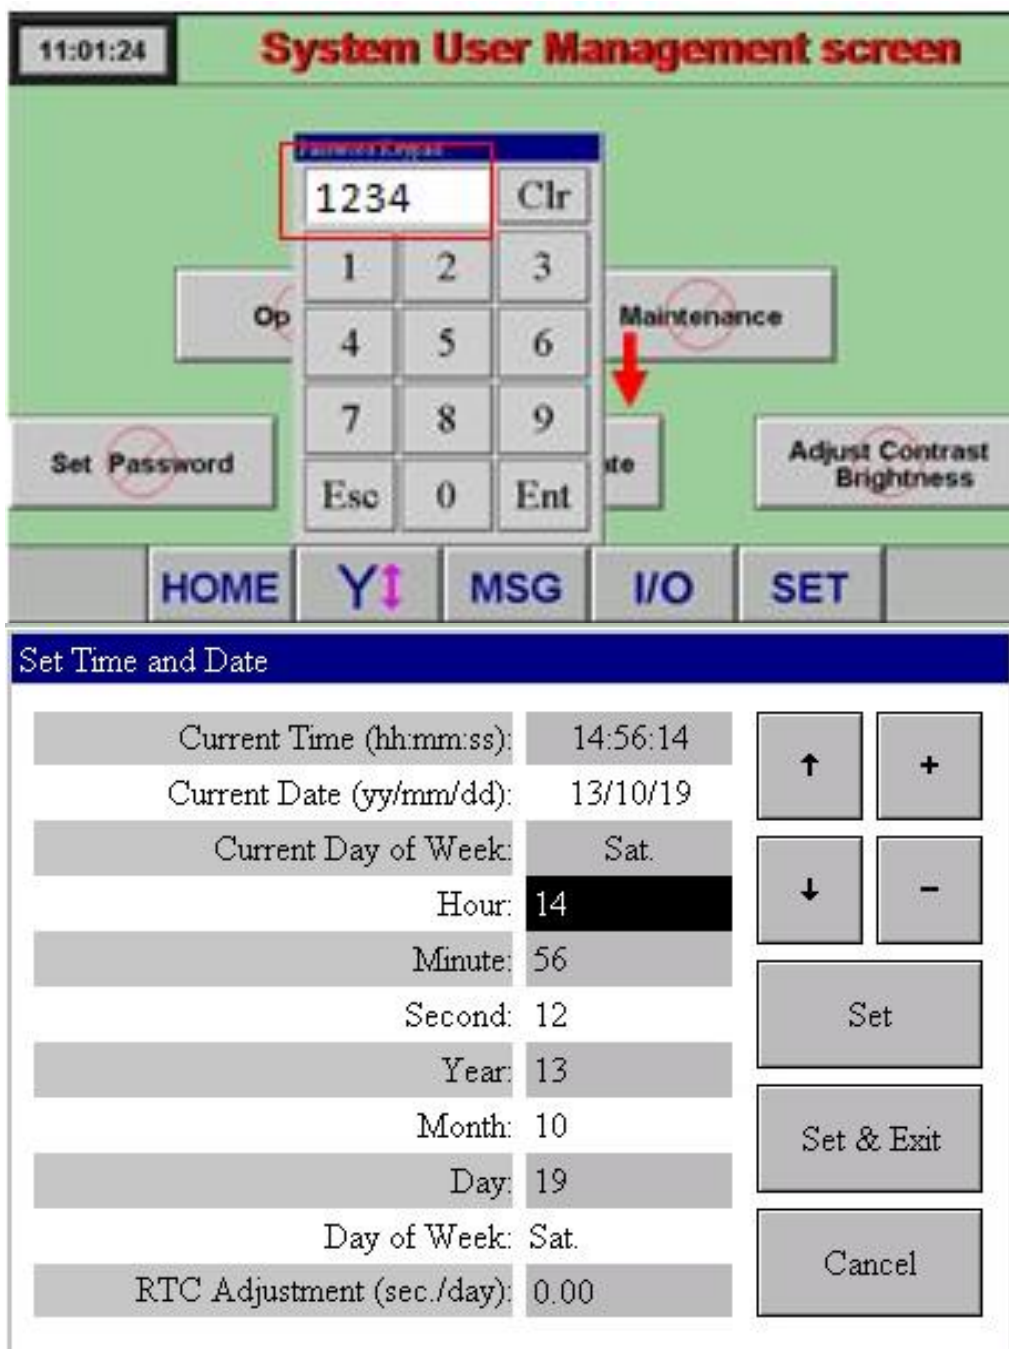 11:01:24
System User Management screen
Password Keypad
1234
Clr
1 2 3
Op
Maintenance
4 5 6
7 8 9
Set Password
te
Adjust Contrast
Brightness
Esc 0 Ent
HOME Y MSG I/O SET
Set Time and Date
Current Time (hh:mm:ss): 14:56:14
Current Date (yy/mm/dd): 13/10/19
Current Day of Week: Sat.
Hour: 14
Minute: 56
Second: 12
Year: 13
Month: 10
Day: 19
Day of Week: Sat.
RTC Adjustment (sec./day): 0.00
↑ +
↓ -
Set
Set & Exit
Cancel